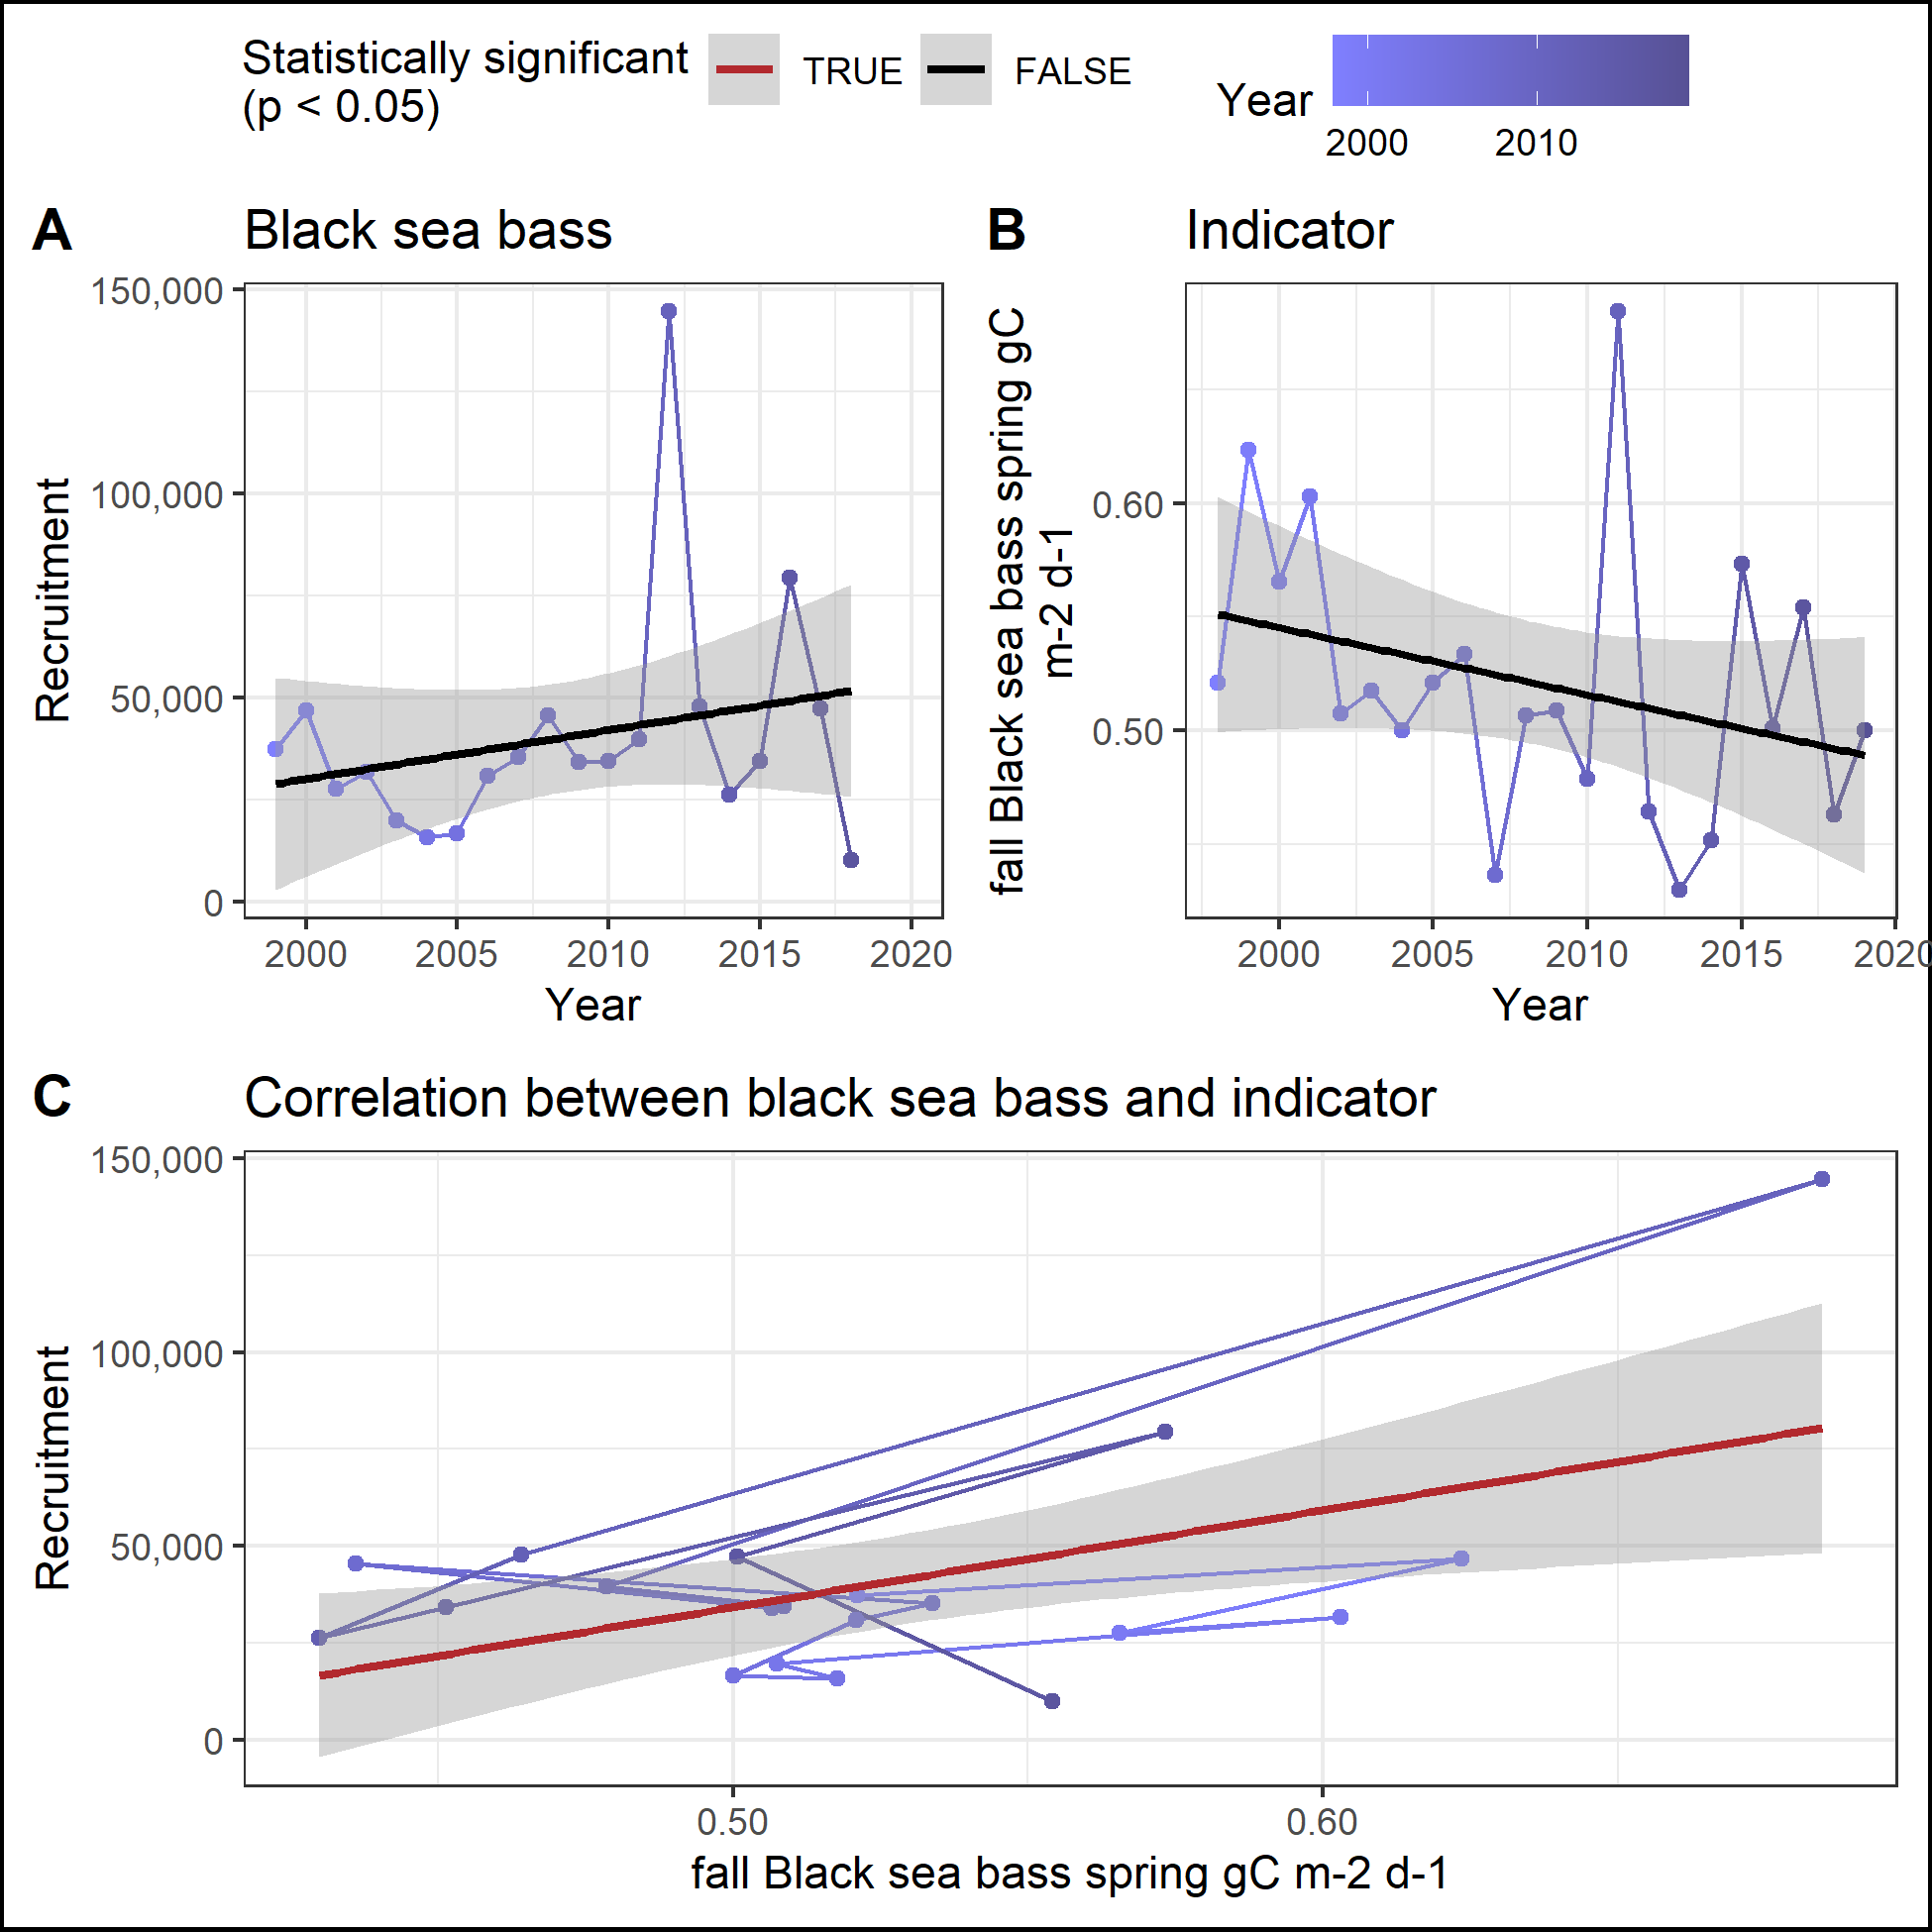 Statistically significant
(p < 0.05)
TRUE
FALSE
Year
2000
2010
A
Black sea bass
150,000
100,000
50,000
0
Recruitment
2000
2005
2010
2015
2020
Year
B
Indicator
fall Black sea bass spring gC
m-2 d-1
0.60
0.50
2000
2005
2010
2015
2020
Year
C
Correlation between black sea bass and indicator
150,000
100,000
50,000
0
Recruitment
0.50
0.60
fall Black sea bass spring gC m-2 d-1